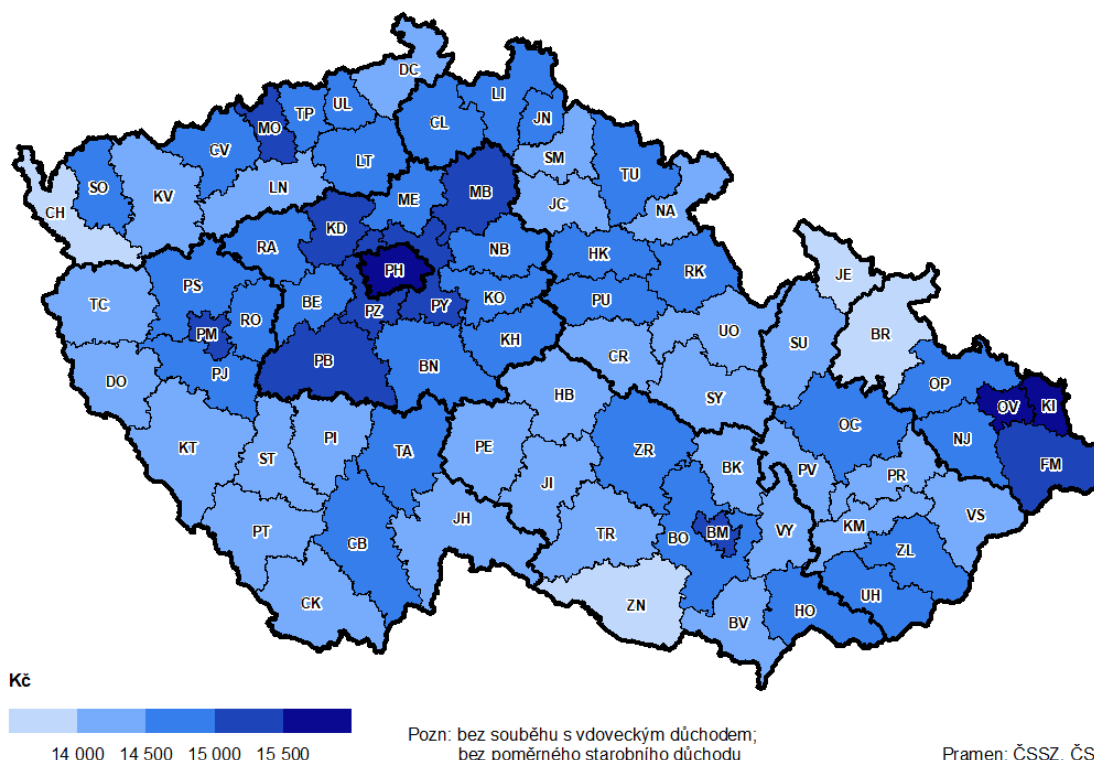 DC
LI
TP
UL
CL
JN
MO
CV
LT
SM
TU
SO
KV
LN
ME
MB
JC
NA
CH
KD
RA
NB
HK
RK
JE
PH
TC
PS
BE
PZ
PY
KO
PU
RO
PM
UO
SU
BR
KH
CR
PB
BN
PJ
DO
OP
HB
SY
OV
KI
OC
NJ
KT
ST
PI
TA
PE
ZR
FM
BK
PV
PR
JI
VS
PT
JH
TR
BO
BM
VY
KM
CB
ZL
CK
ZN
UH
HO
BV
Kč
14 000 14 500 15 000 15 500
Pozn: bez souběhu s vdoveckým důchodem;
bez poměrného starobního důchodu
Pramen: ČSSZ, ČS